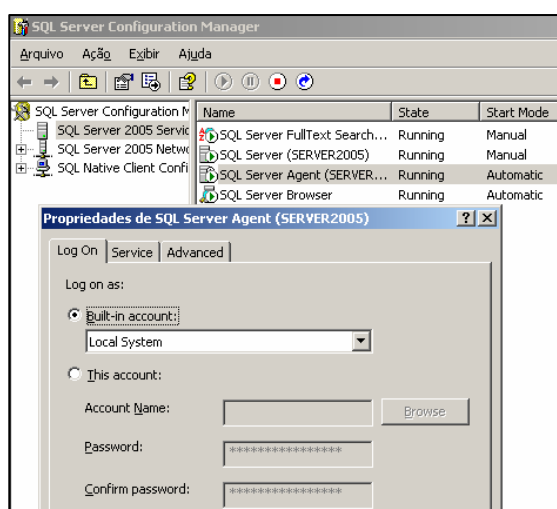 SQL Server Configuration Manager
Arquivo Ação Exibir Ajuda
SQL Server Configuration M
SQL Server 2005 Servic
SQL Server 2005 Netwo
SQL Native Client Confi
Name State Start Mode
SQL Server FullText Search... Running Manual
SQL Server (SERVER2005) Running Manual
SQL Server Agent (SERVER... Running Automatic
SQL Server Browser Running Automatic
Propriedades de SQL Server Agent (SERVER2005)
Log On Service Advanced
Log on as:
Built-in account:
Local System
This account:
Account Name:
Browse
Password:
****************
Confirm password:
****************